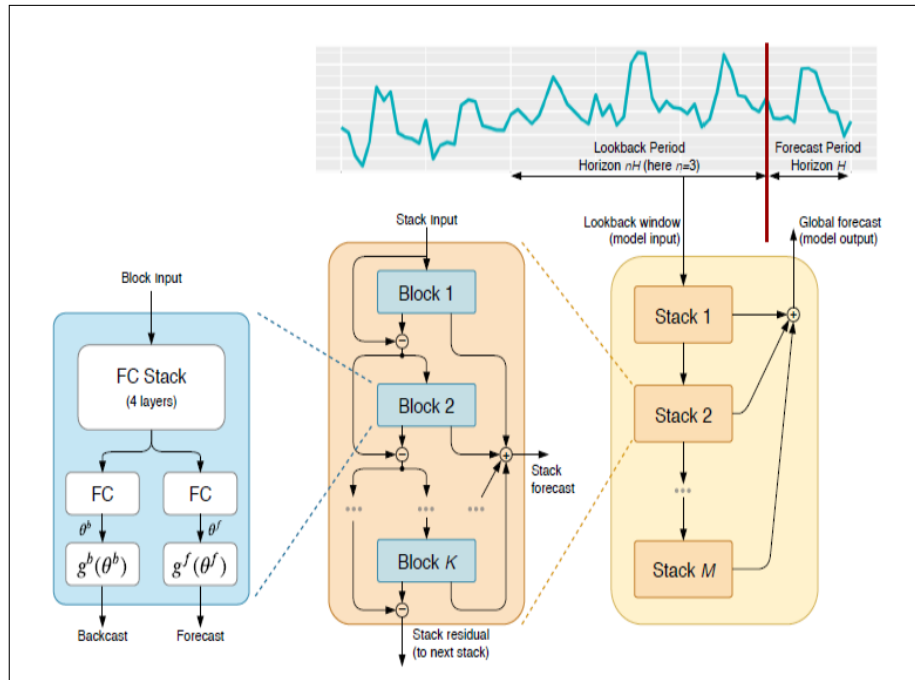 Lookback Period
Horizon nH (here n=3)
Forecast Period
Horizon H
Stack input
Lookback window
(model input)
Global forecast
(model output)
Block input
FC Stack
(4 layers)
FC
FC
θᵇ
θᶠ
gᵇ(θᵇ)
gᶠ(θᶠ)
Backcast
Forecast
Block 1
−
Block 2
−
+
Stack
forecast
...
...
...
Block K
−
Stack residual
(to next stack)
Stack 1
+
Stack 2
...
Stack M